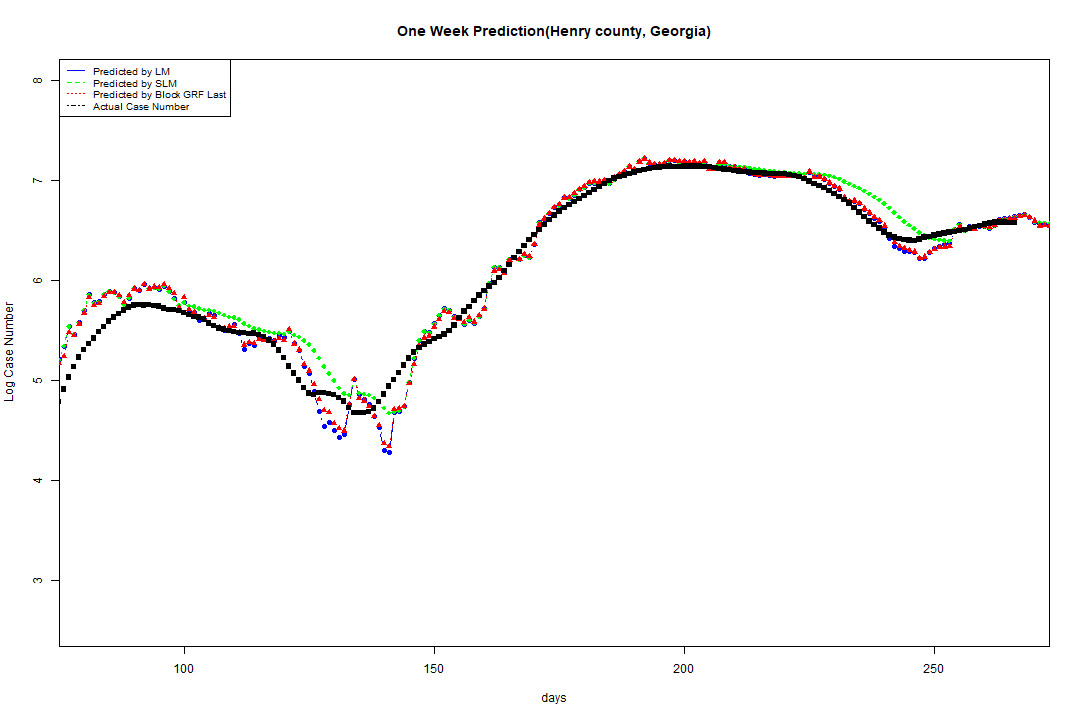 One Week Prediction(Henry county, Georgia)
Predicted by LM
Predicted by SLM
Predicted by Block GRF Last
Actual Case Number
8
7
6
5
4
3
Log Case Number
100 150 200 250
days